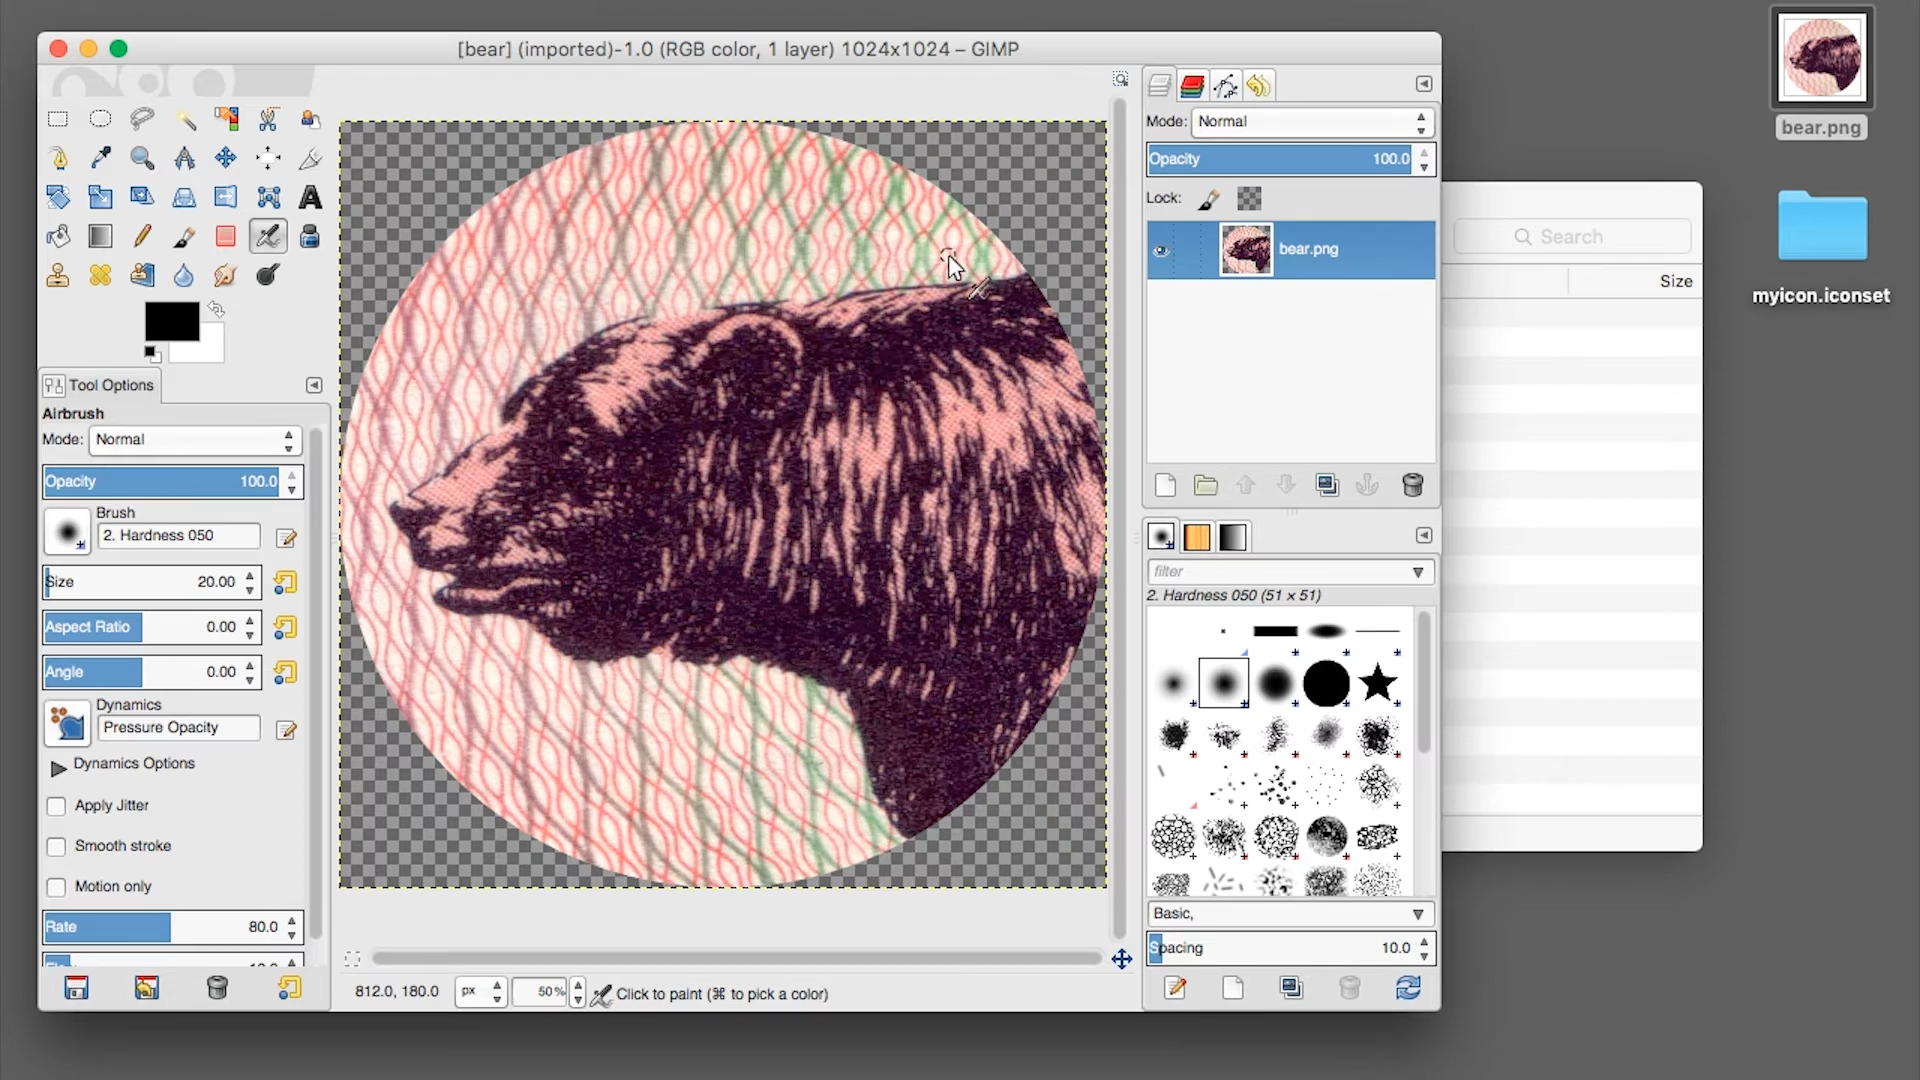 [bear] (imported)-1.0 (RGB color, 1 layer) 1024x1024 – GIMP
bear.png
Mode: Normal
Opacity 100.0
Lock:
bear.png
Search
Size
myicon.iconset
Tool Options
Airbrush
Mode: Normal
Opacity 100.0
Brush
2. Hardness 050
Size 20.00
Aspect Ratio 0.00
Angle 0.00
Dynamics
Pressure Opacity
Dynamics Options
Apply Jitter
Smooth stroke
Motion only
Rate 80.0
filter
2. Hardness 050 (51 × 51)
Basic,
Spacing 10.0
812.0, 180.0 px 50% Click to paint (⌘ to pick a color)